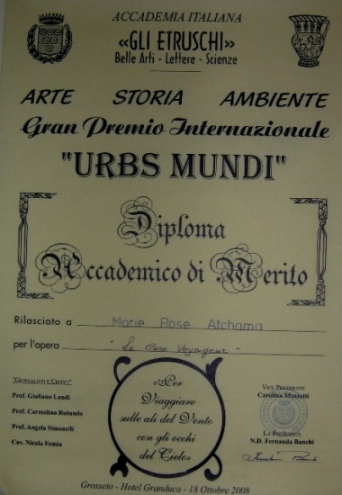 ACCADEMIA ITALIANA
«GLI ETRUSCHI»
Belle Arti - Lettere - Scienze
ARTE STORIA AMBIENTE
Gran Premio Internazionale
"URBS MUNDI"
Diploma
Accademico di Merito
Rilasciato a Marie Rose Atchama
per l'opera "Le Voyageur"
Prof. Giuliano Landi
Prof. Carmelina Rotundo
Prof. Angela Simonelli
Cav. Nicola Femia
«Per
Viaggiare
sulle ali del Vento
con gli occhi
del Cielo»
Vice Presidente
La Presidente
N.D. Fernanda Banchi
Grosseto - Hotel Granduca - 18 Ottobre 2008